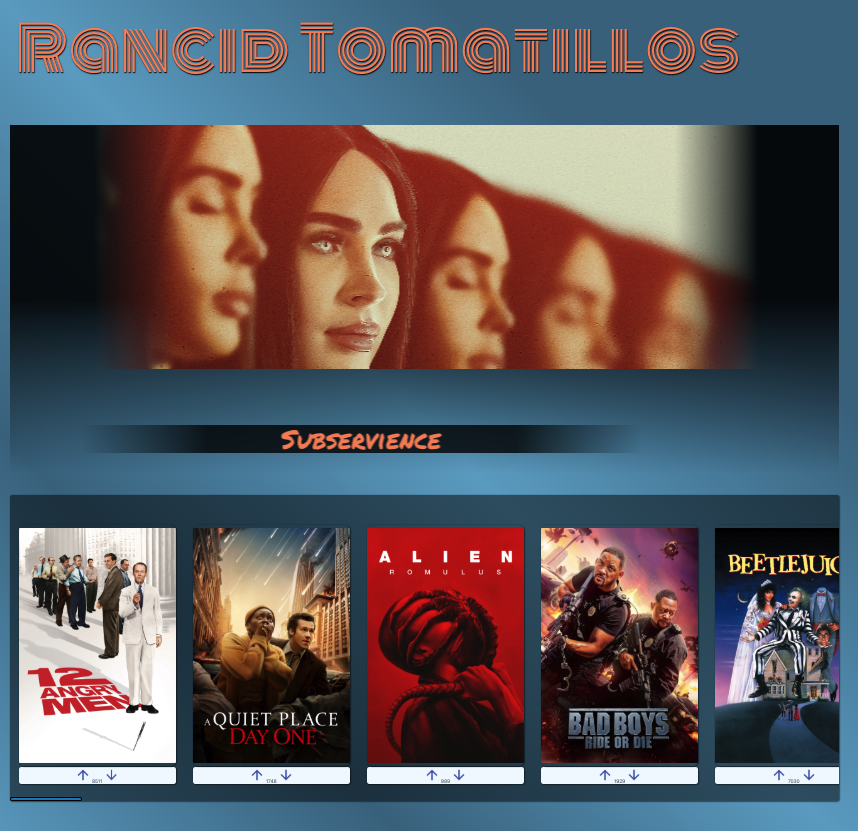 Rancid Tomatillos
Subservience
12
ANGRY
MEN
A QUIET PLACE
DAY ONE
ALIEN
ROMULUS
BAD BOYS
RIDE OR DIE
BEETLEJUIC
8511
1748
989
1929
7030